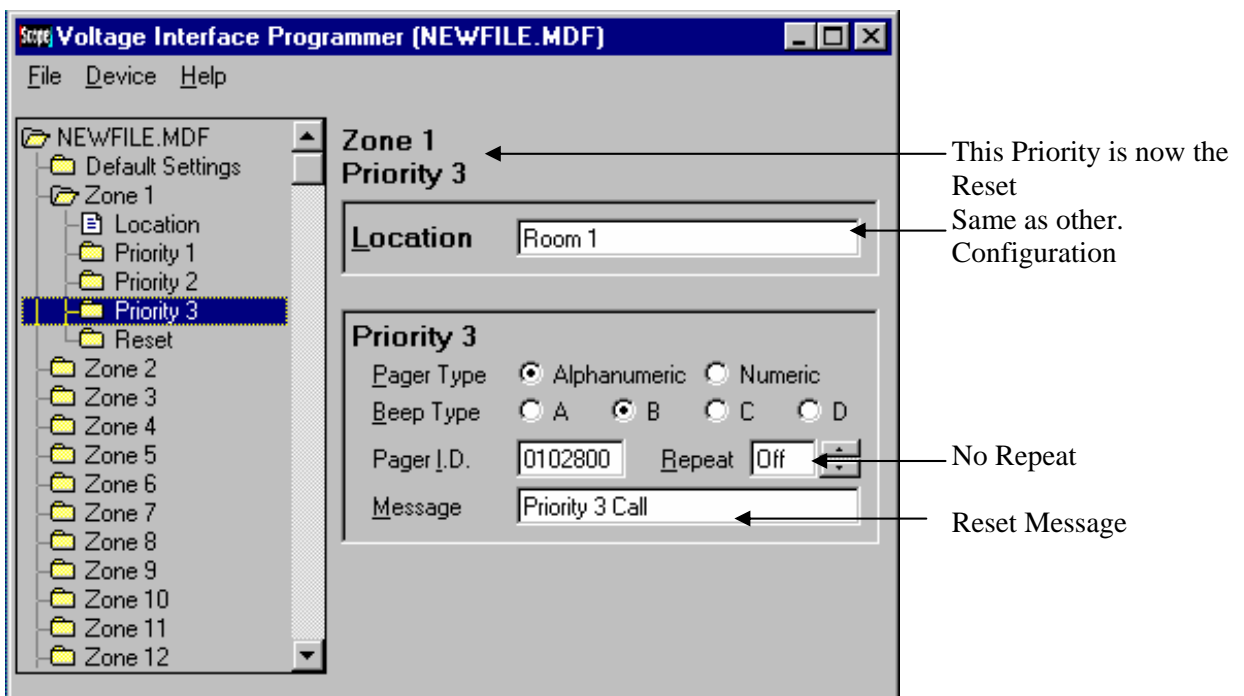 Scope Voltage Interface Programmer (NEWFILE.MDF)
File Device Help
NEWFILE.MDF
Default Settings
Zone 1
Location
Priority 1
Priority 2
Priority 3
Reset
Zone 2
Zone 3
Zone 4
Zone 5
Zone 6
Zone 7
Zone 8
Zone 9
Zone 10
Zone 11
Zone 12
Zone 1
Priority 3
Location Room 1
Priority 3
Pager Type Alphanumeric Numeric
Beep Type A B C D
Pager I.D. 0102800 Repeat Off
Message Priority 3 Call
This Priority is now the
Reset
Same as other.
Configuration
No Repeat
Reset Message